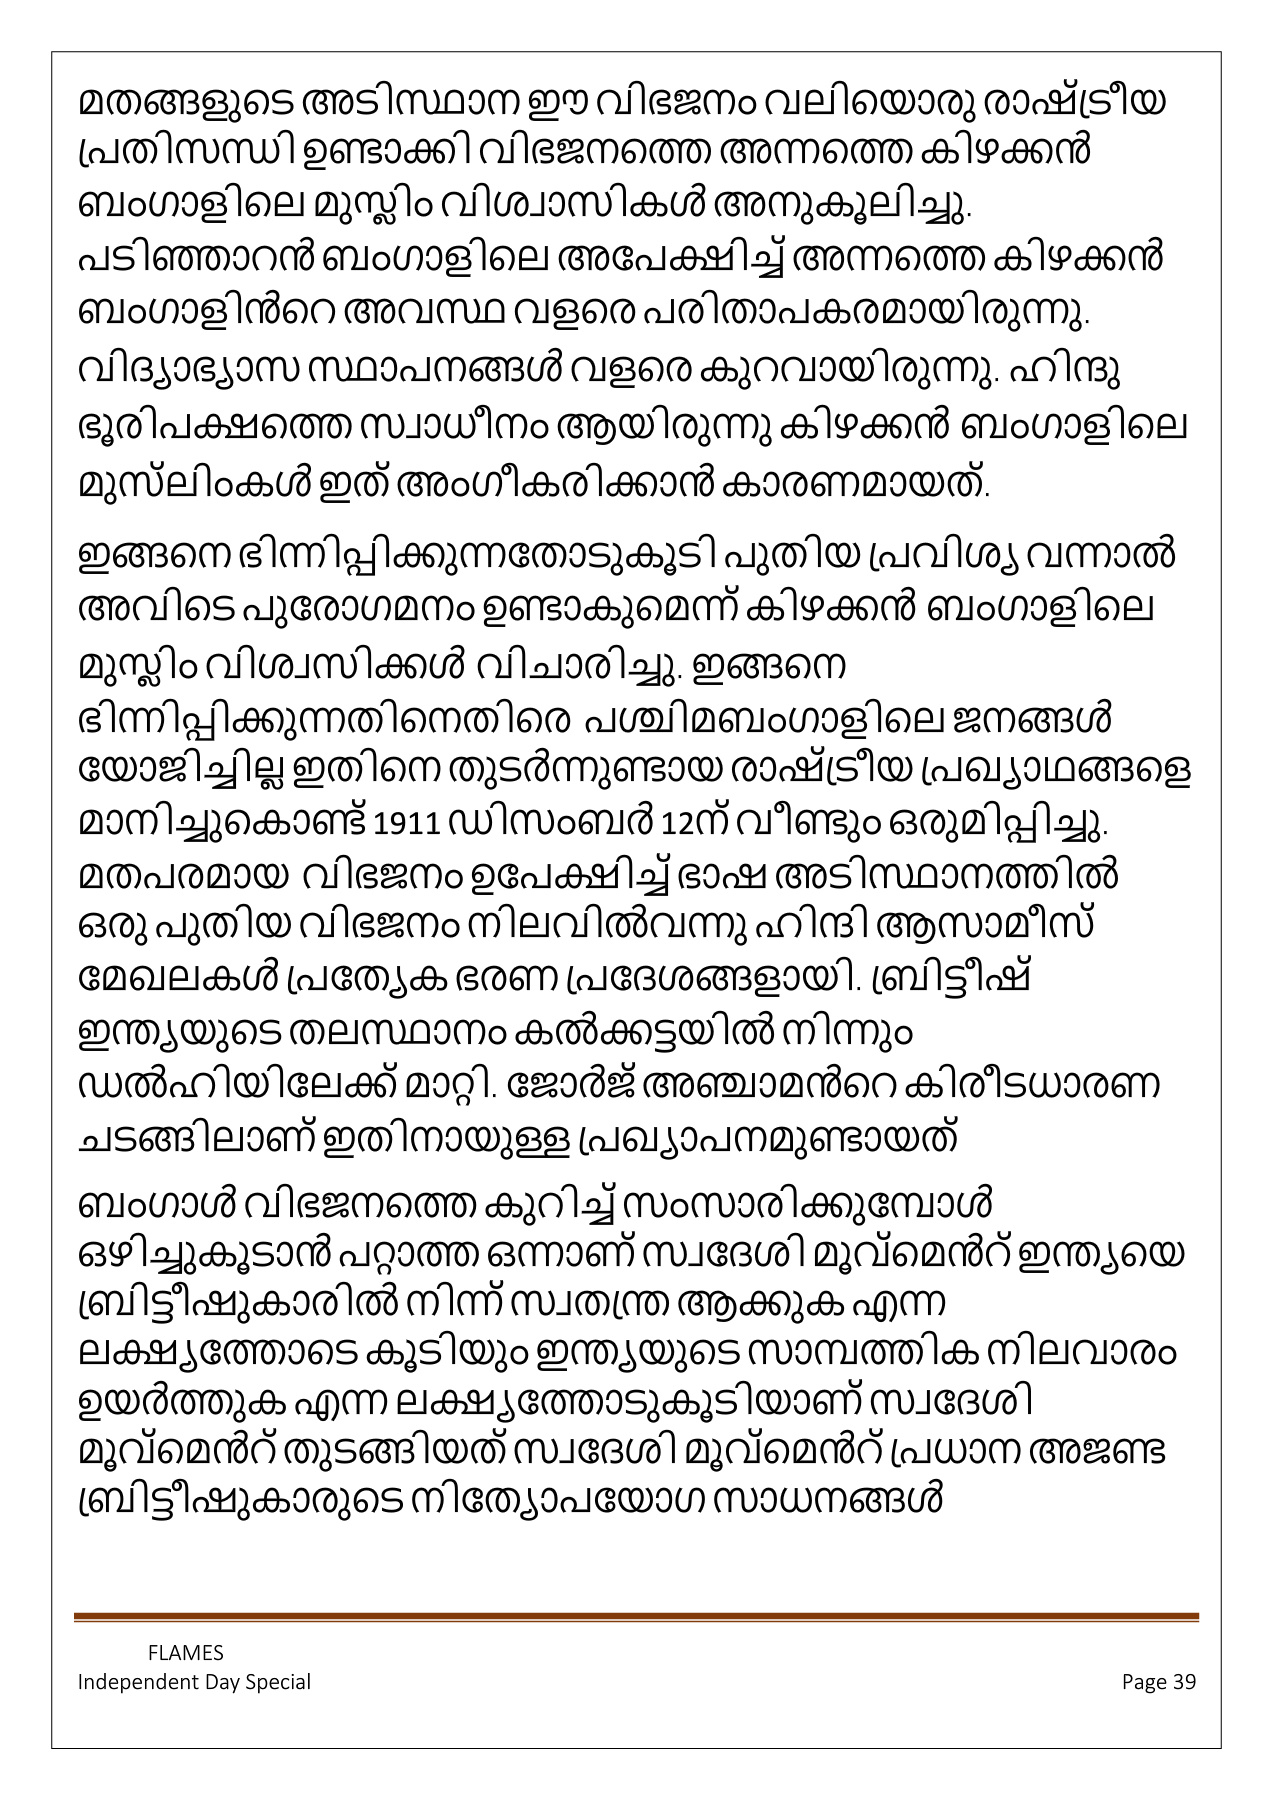 മതങ്ങളുടെ അടിസ്ഥാന ഈ വിഭജനം വലിയൊരു രാഷ്ട്രീയ
പ്രതിസന്ധി ഉണ്ടാക്കി വിഭജനത്തെ അന്നത്തെ കിഴക്കൻ
ബംഗാളിലെ മുസ്ലിം വിശ്വാസികൾ അനുകൂലിച്ചു.
പടിഞ്ഞാറൻ ബംഗാളിലെ അപേക്ഷിച്ച് അന്നത്തെ കിഴക്കൻ
ബംഗാളിൻറെ അവസ്ഥ വളരെ പരിതാപകരമായിരുന്നു.
വിദ്യാഭ്യാസ സ്ഥാപനങ്ങൾ വളരെ കുറവായിരുന്നു. ഹിന്ദു
ഭൂരിപക്ഷത്തെ സ്വാധീനം ആയിരുന്നു കിഴക്കൻ ബംഗാളിലെ
മുസ്‌ലിംകൾ ഇത് അംഗീകരിക്കാൻ കാരണമായത്.
ഇങ്ങനെ ഭിന്നിപ്പിക്കുന്നതോടുകൂടി പുതിയ പ്രവിശ്യ വന്നാൽ
അവിടെ പുരോഗമനം ഉണ്ടാകുമെന്ന് കിഴക്കൻ ബംഗാളിലെ
മുസ്ലിം വിശ്വസിക്കൾ വിചാരിച്ചു. ഇങ്ങനെ
ഭിന്നിപ്പിക്കുന്നതിനെതിരെ പശ്ചിമബംഗാളിലെ ജനങ്ങൾ
യോജിച്ചില്ല ഇതിനെ തുടർന്നുണ്ടായ രാഷ്ട്രീയ പ്രഖ്യാഥങ്ങളെ
മാനിച്ചുകൊണ്ട് 1911 ഡിസംബർ 12ന് വീണ്ടും ഒരുമിപ്പിച്ചു.
മതപരമായ വിഭജനം ഉപേക്ഷിച്ച് ഭാഷ അടിസ്ഥാനത്തിൽ
ഒരു പുതിയ വിഭജനം നിലവിൽവന്നു ഹിന്ദി ആസാമീസ്
മേഖലകൾ പ്രത്യേക ഭരണ പ്രദേശങ്ങളായി. ബ്രിട്ടീഷ്
ഇന്ത്യയുടെ തലസ്ഥാനം കൽക്കട്ടയിൽ നിന്നും
ഡൽഹിയിലേക്ക് മാറ്റി. ജോർജ് അഞ്ചാമൻറെ കിരീടധാരണ
ചടങ്ങിലാണ് ഇതിനായുള്ള പ്രഖ്യാപനമുണ്ടായത്
ബംഗാൾ വിഭജനത്തെ കുറിച്ച് സംസാരിക്കുമ്പോൾ
ഒഴിച്ചുകൂടാൻ പറ്റാത്ത ഒന്നാണ് സ്വദേശി മൂവ്മെൻറ് ഇന്ത്യയെ
ബ്രിട്ടീഷുകാരിൽ നിന്ന് സ്വതന്ത്ര ആക്കുക എന്ന
ലക്ഷ്യത്തോടെ കൂടിയും ഇന്ത്യയുടെ സാമ്പത്തിക നിലവാരം
ഉയർത്തുക എന്ന ലക്ഷ്യത്തോടുകൂടിയാണ് സ്വദേശി
മൂവ്മെൻറ് തുടങ്ങിയത് സ്വദേശി മൂവ്മെൻറ് പ്രധാന അജണ്ട
ബ്രിട്ടീഷുകാരുടെ നിത്യോപയോഗ സാധനങ്ങൾ
FLAMES
Independent Day Special Page 39